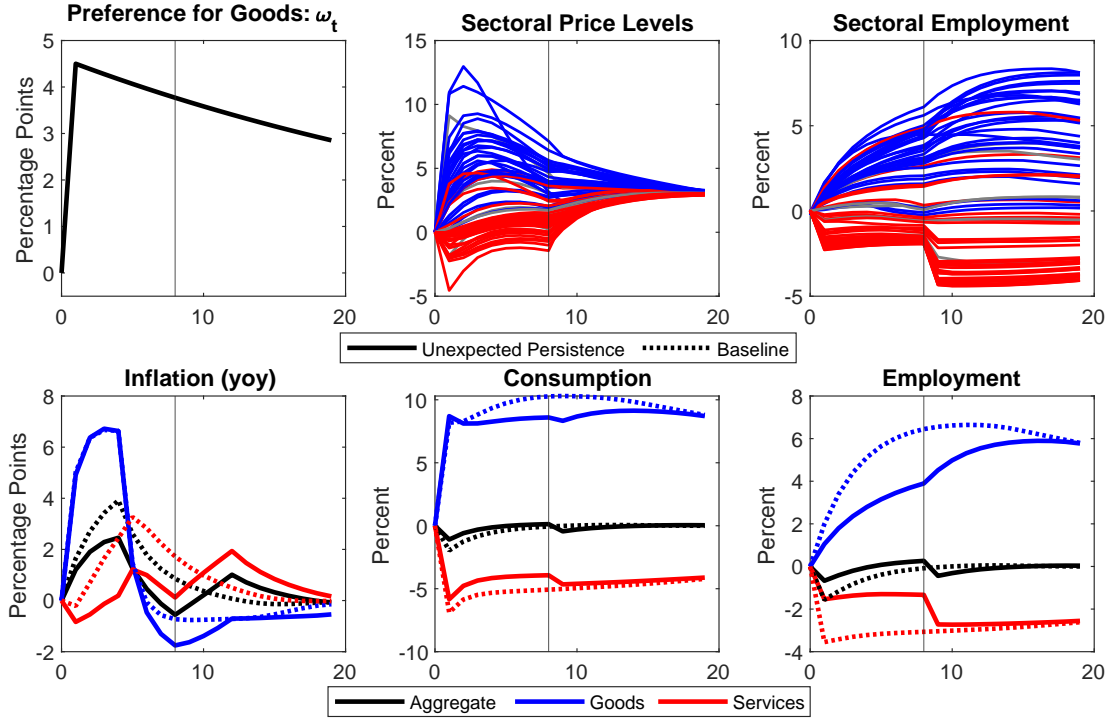 Preference for Goods: ωt
Percentage Points
5
4
3
2
1
0
0 10 20
Sectoral Price Levels
Percent
15
10
5
0
-5
0 10 20
Sectoral Employment
Percent
10
5
0
-5
0 10 20
Unexpected Persistence Baseline
Inflation (yoy)
Percentage Points
8
6
4
2
0
-2
0 10 20
Consumption
Percent
10
5
0
-5
-10
0 10 20
Employment
Percent
8
6
4
2
0
-2
-4
0 10 20
Aggregate Goods Services